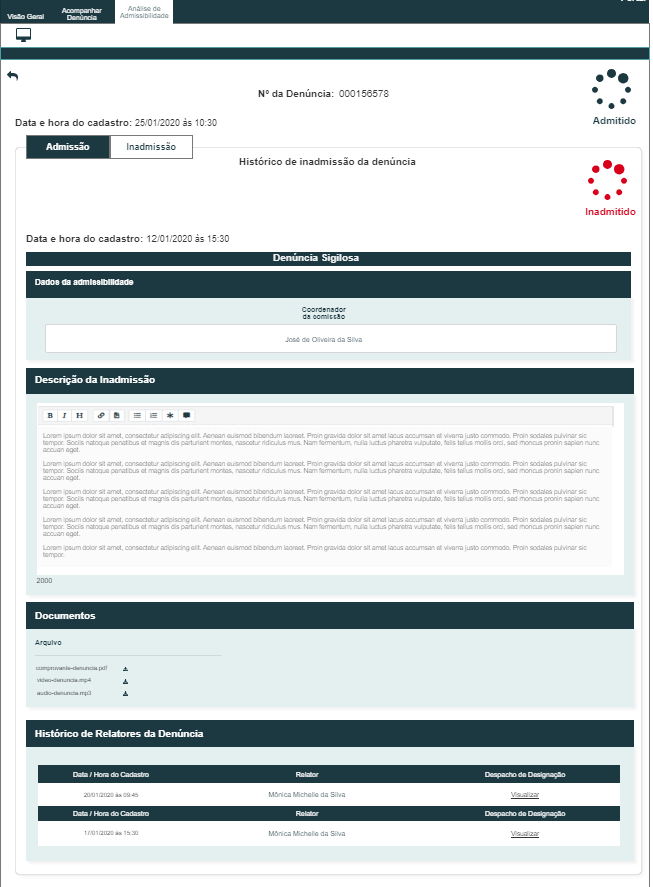 Visão Geral
Acompanhar
Denúncia
Análise de
Admissibilidade
Nº da Denúncia: 000156578
Admitido
Data e hora do cadastro: 25/01/2020 às 10:30
Admissão
Inadmissão
Histórico de inadmissão da denúncia
Inadmitido
Data e hora do cadastro: 12/01/2020 às 15:30
Denúncia Sigilosa
Dados da admissibilidade
Coordenador
da comissão
José de Oliveira da Silva
Descrição da Inadmissão
B I H
Lorem ipsum dolor sit amet, consectetur adipiscing elit. Aenean euismod bibendum laoreet. Proin gravida dolor sit amet lacus accumsan et viverra justo commodo. Proin sodales pulvinar sic
tempor. Sociis natoque penatibus et magnis dis parturient montes, nascetur ridiculus mus. Nam fermentum, nulla luctus pharetra vulputate, felis tellus mollis orci, sed rhoncus pronin sapien nunc
accuan eget.
Lorem ipsum dolor sit amet, consectetur adipiscing elit. Aenean euismod bibendum laoreet. Proin gravida dolor sit amet lacus accumsan et viverra justo commodo. Proin sodales pulvinar sic
tempor. Sociis natoque penatibus et magnis dis parturient montes, nascetur ridiculus mus. Nam fermentum, nulla luctus pharetra vulputate, felis tellus mollis orci, sed rhoncus pronin sapien nunc
accuan eget.
Lorem ipsum dolor sit amet, consectetur adipiscing elit. Aenean euismod bibendum laoreet. Proin gravida dolor sit amet lacus accumsan et viverra justo commodo. Proin sodales pulvinar sic
tempor. Sociis natoque penatibus et magnis dis parturient montes, nascetur ridiculus mus. Nam fermentum, nulla luctus pharetra vulputate, felis tellus mollis orci, sed rhoncus pronin sapien nunc
accuan eget.
Lorem ipsum dolor sit amet, consectetur adipiscing elit. Aenean euismod bibendum laoreet. Proin gravida dolor sit amet lacus accumsan et viverra justo commodo. Proin sodales pulvinar sic
tempor. Sociis natoque penatibus et magnis dis parturient montes, nascetur ridiculus mus. Nam fermentum, nulla luctus pharetra vulputate, felis tellus mollis orci, sed rhoncus pronin sapien nunc
accuan eget.
Lorem ipsum dolor sit amet, consectetur adipiscing elit. Aenean euismod bibendum laoreet. Proin gravida dolor sit amet lacus accumsan et viverra justo commodo. Proin sodales pulvinar sic
tempor.
2000
Documentos
Arquivo
comprovante-denuncia.pdf
video-denuncia.mp4
audio-denuncia.mp3
Histórico de Relatores da Denúncia
Data / Hora do Cadastro Relator Despacho de Designação
20/01/2020 às 09:45 Mônica Michelle da Silva Visualizar
Data / Hora do Cadastro Relator Despacho de Designação
17/01/2020 às 15:30 Mônica Michelle da Silva Visualizar